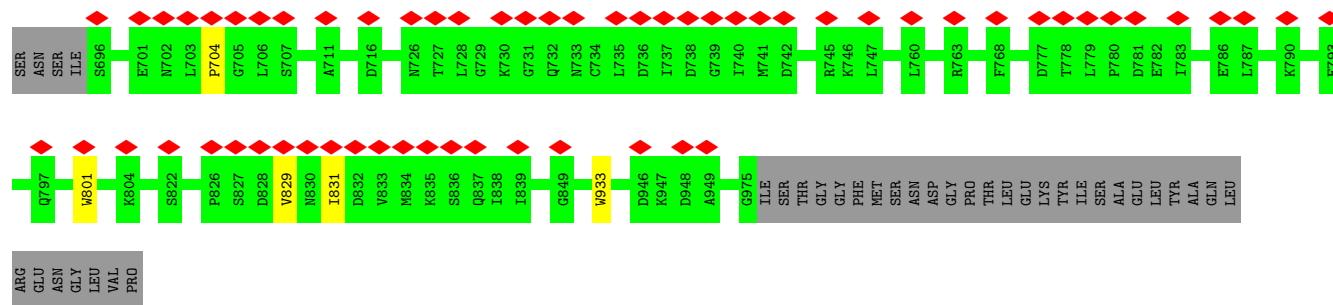 SER ASN SER ILE S696 E701 N702 L703 P704 G705 L706 S707 A711 D716 N726 T727 L728 G729 K730 G731 Q732 N733 C734 L735 D736 I737 D738 G739 I740 M741 D742 R745 K746 L747 L760 R763 F768 D777 T778 L779 P780 D781 E782 I783 E786 L787 K790
Q797 W801 K804 S822 P826 S827 D828 V829 N830 I831 D832 V833 M834 K835 S836 Q837 I838 I839 G849 W933 D946 K947 D948 A949 G975 ILE SER THR VAL GLY GLY PHE MET SER ASN ASP GLY PRO THR LEU GLU LYS TYR ILE SER ALA GLU LEU TYR ALA GLN LEU
ARG GLU ASN GLY LEU VAL PRO